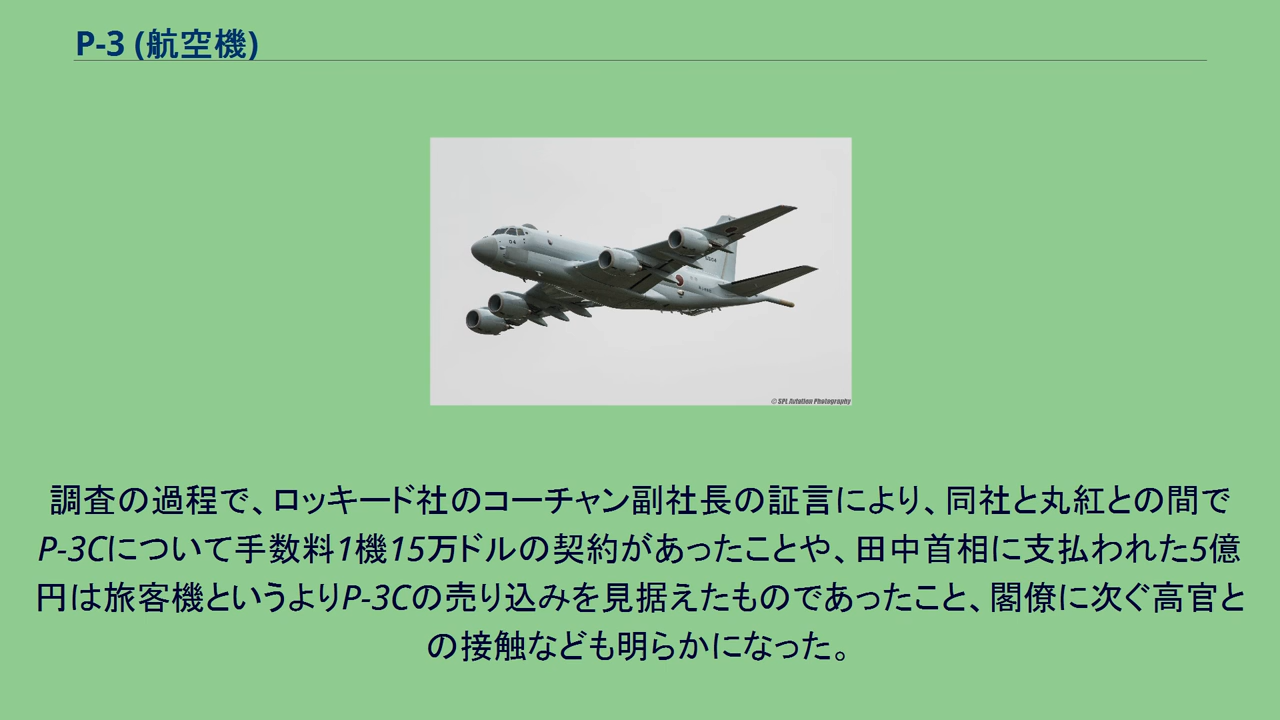 P-3 (航空機)
04
© SPL Aviation Photography
調査の過程で、ロッキード社のコーチャン副社長の証言により、同社と丸紅との間で
P-3Cについて手数料1機15万ドルの契約があったことや、田中首相に支払われた5億
円は旅客機というよりP-3Cの売り込みを見据えたものであったこと、閣僚に次ぐ高官と
の接触なども明らかになった。